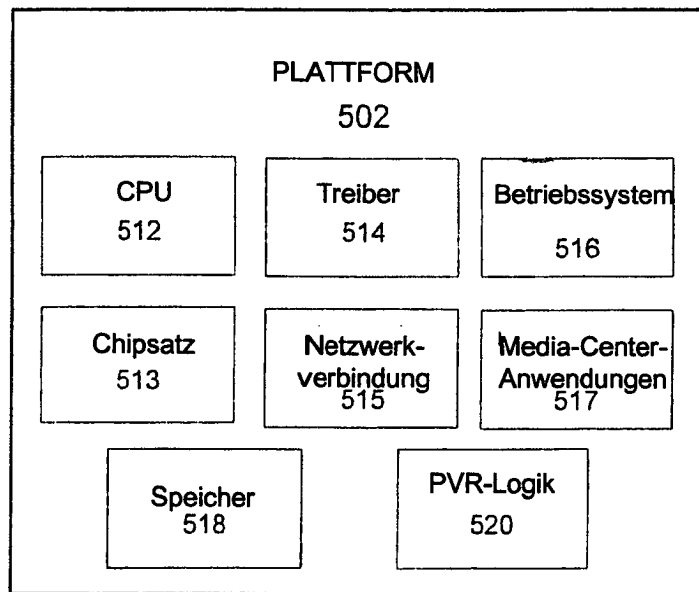 PLATTFORM
502
CPU
512
Treiber
514
Betriebssystem
516
Chipsatz
513
Netzwerk-
verbindung
515
Media-Center-
Anwendungen
517
Speicher
518
PVR-Logik
520